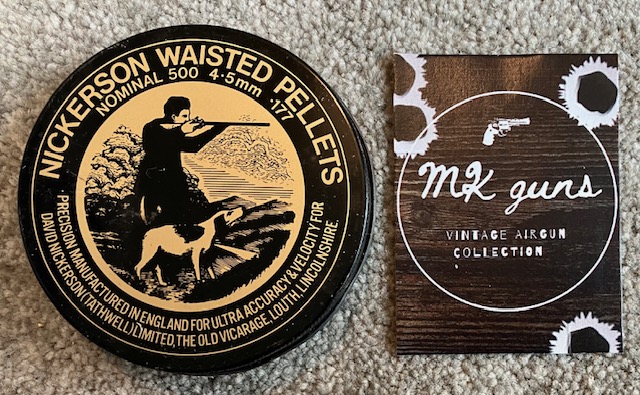 NICKERSON WAISTED PELLETS
NOMINAL 500 4·5mm ·177
·PRECISION MANUFACTURED IN ENGLAND FOR ULTRA ACCURACY & VELOCITY FOR
DAVID NICKERSON (TATHWELL) LIMITED, THE OLD VICARAGE, LOUTH, LINCOLNSHIRE
MK guns
VINTAGE AIRGUN
COLLECTION